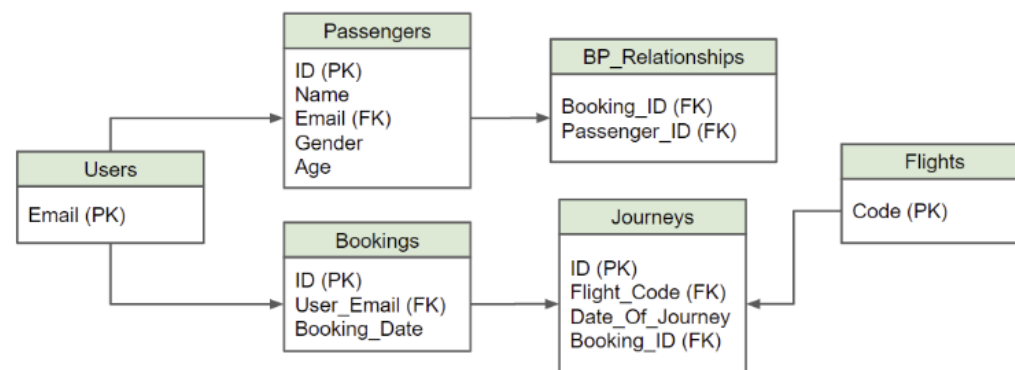 Passengers
ID (PK)
Name
Email (FK)
Gender
Age
BP_Relationships
Booking_ID (FK)
Passenger_ID (FK)
Users
Email (PK)
Flights
Code (PK)
Bookings
ID (PK)
User_Email (FK)
Booking_Date
Journeys
ID (PK)
Flight_Code (FK)
Date_Of_Journey
Booking_ID (FK)